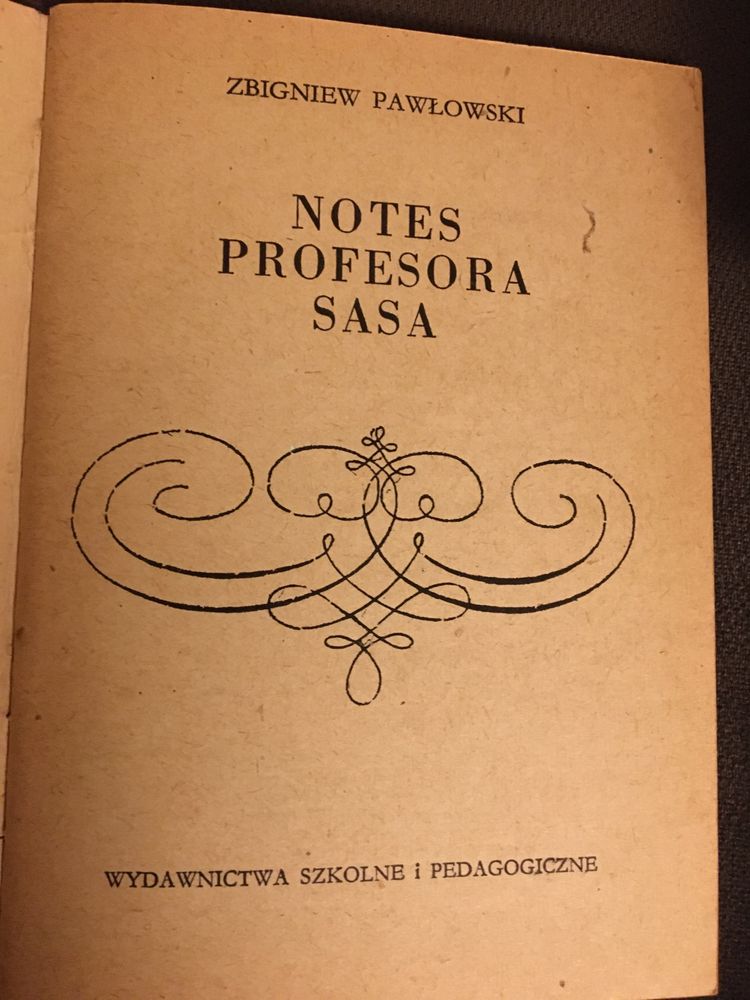 ZBIGNIEW PAWŁOWSKI
NOTES
PROFESORA
SASA
WYDAWNICTWA SZKOLNE i PEDAGOGICZNE